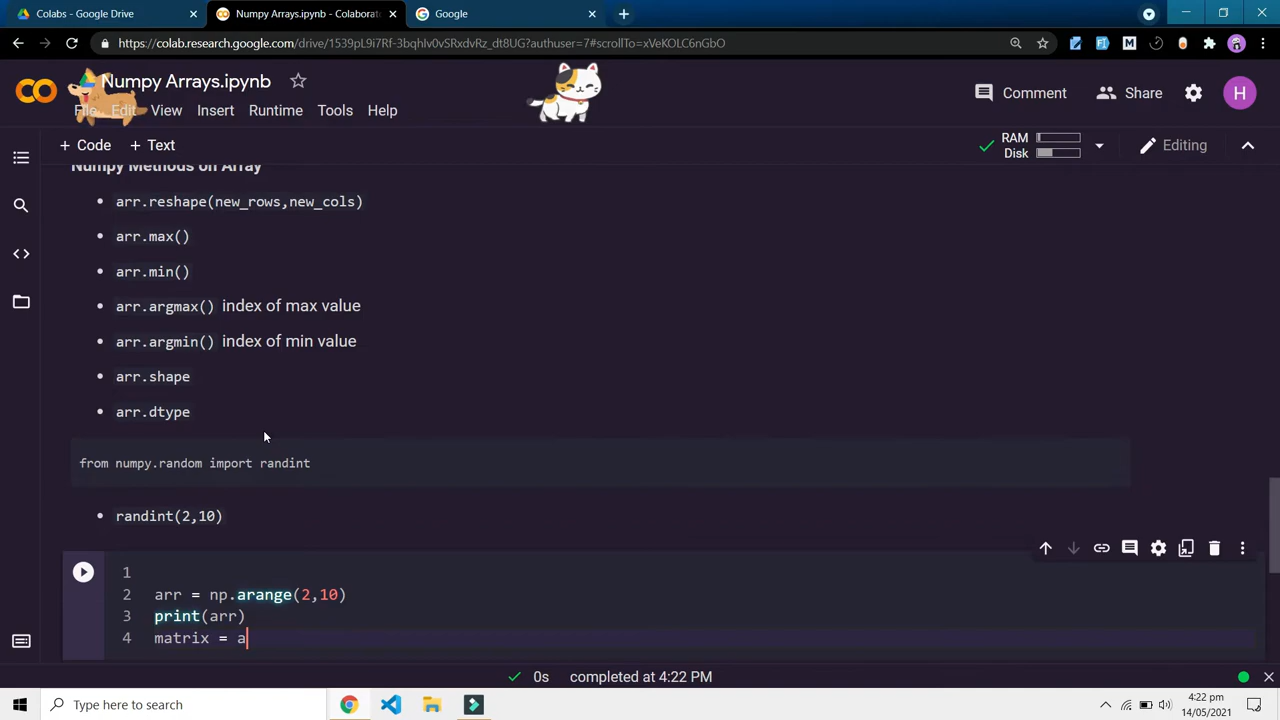 Colabs - Google Drive
Numpy Arrays.ipynb - Colaborato
Google
https://colab.research.google.com/drive/1539pL9i7Rf-3bqhIv0vSRxdvRz_dt8UG?authuser=7#scrollTo=xVeKOLC6nGbO
Numpy Arrays.ipynb
File Edit View Insert Runtime Tools Help
Comment
Share
H
+ Code + Text
RAM
Disk
Editing
Numpy Methods on Array
arr.reshape(new_rows,new_cols)
arr.max()
arr.min()
arr.argmax() index of max value
arr.argmin() index of min value
arr.shape
arr.dtype
from numpy.random import randint
randint(2,10)
1
2 arr = np.arange(2,10)
3 print(arr)
4 matrix = a
0s completed at 4:22 PM
Type here to search
4:22 pm
14/05/2021